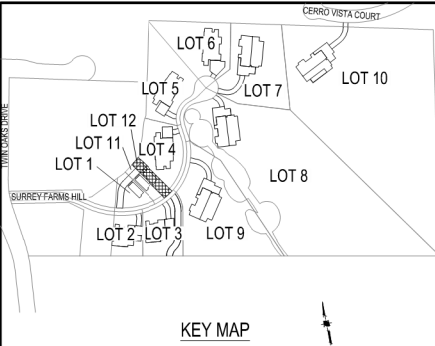 CERRO VISTA COURT
LOT 6
LOT 10
LOT 5
LOT 7
TWIN OAKS DRIVE
LOT 12
LOT 11
LOT 4
LOT 1
LOT 8
SURREY FARMS HILL
LOT 2
LOT 3
LOT 9
KEY MAP